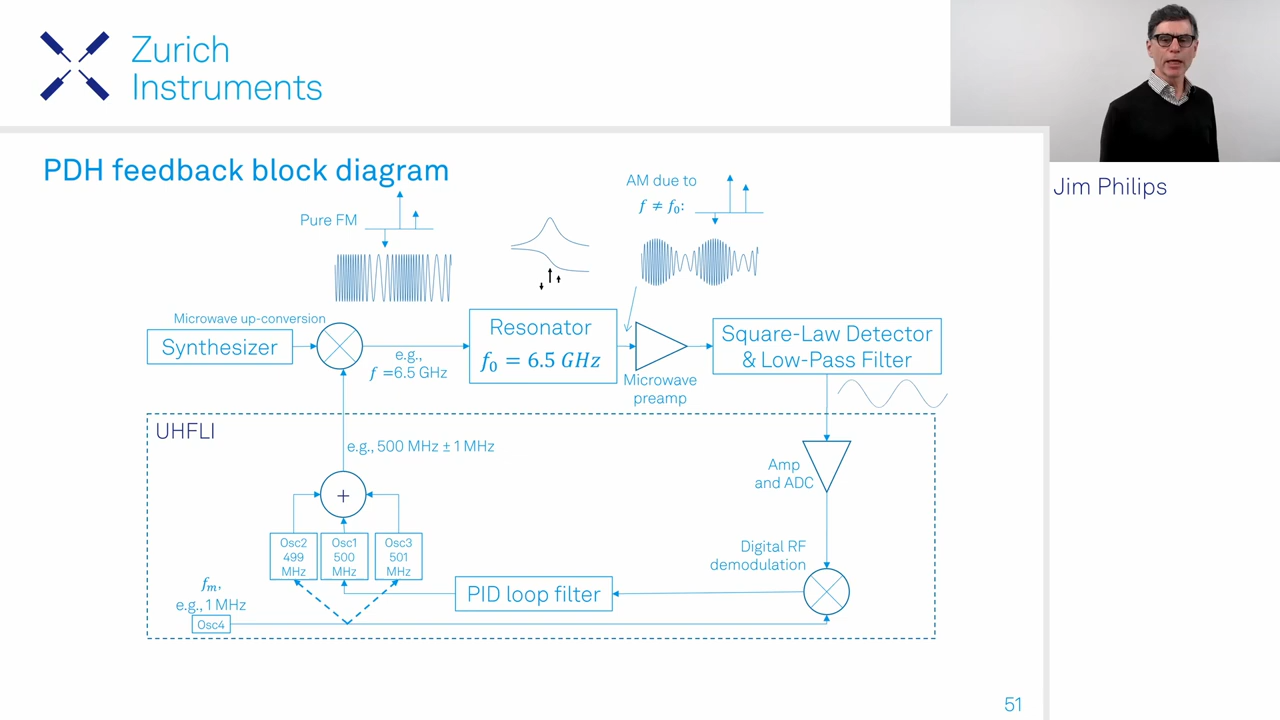 Zurich
Instruments
Jim Philips
PDH feedback block diagram
Pure FM
AM due to
f ≠ f₀:
Microwave up-conversion
Synthesizer
e.g.,
f =6.5 GHz
Resonator
f₀ = 6.5 GHz
Microwave
preamp
Square-Law Detector
& Low-Pass Filter
UHFLI
e.g., 500 MHz ± 1 MHz
+
Amp
and ADC
Osc2
499
MHz
Osc1
500
MHz
Osc3
501
MHz
Digital RF
demodulation
PID loop filter
fₘ,
e.g., 1 MHz
Osc4
51